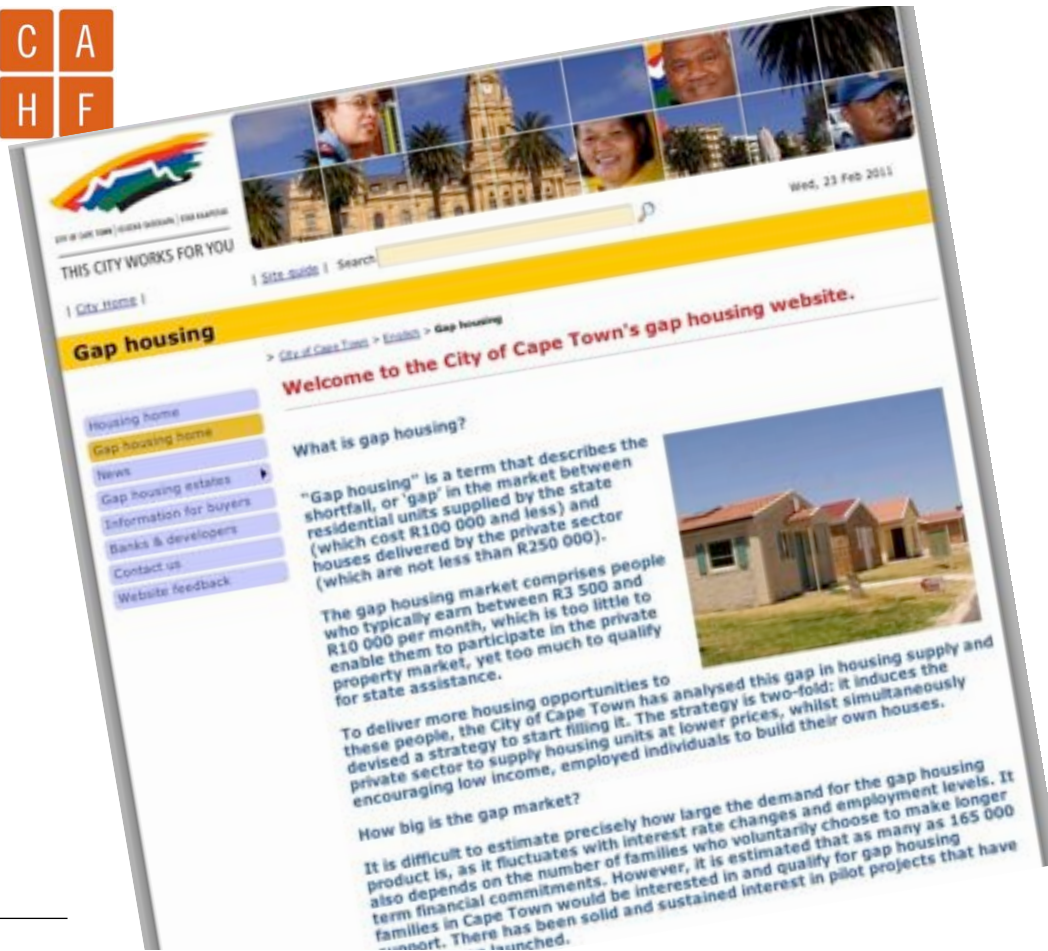 C A
H F
THIS CITY WORKS FOR YOU
Wed, 23 Feb 2011
| City Home |
| Site guide | Search
Gap housing
> City of Cape Town > English > Gap housing
Welcome to the City of Cape Town's gap housing website.
Housing home
Gap housing home
News
Gap housing estates
Information for buyers
Banks & developers
Contact us
Website feedback
What is gap housing?
"Gap housing" is a term that describes the
shortfall, or 'gap' in the market between
residential units supplied by the state
(which cost R100 000 and less) and
houses delivered by the private sector
(which are not less than R250 000).
The gap housing market comprises people
who typically earn between R3 500 and
R10 000 per month, which is too little to
enable them to participate in the private
property market, yet too much to qualify
for state assistance.
To deliver more housing opportunities to
these people, the City of Cape Town has analysed this gap in housing supply and
devised a strategy to start filling it. The strategy is two-fold: it induces the
private sector to supply housing units at lower prices, whilst simultaneously
encouraging low income, employed individuals to build their own houses.
How big is the gap market?
It is difficult to estimate precisely how large the demand for the gap housing
product is, as it fluctuates with interest rate changes and employment levels. It
also depends on the number of families who voluntarily choose to make longer
term financial commitments. However, it is estimated that as many as 165 000
families in Cape Town would be interested in and qualify for gap housing
support. There has been solid and sustained interest in pilot projects that have
launched.